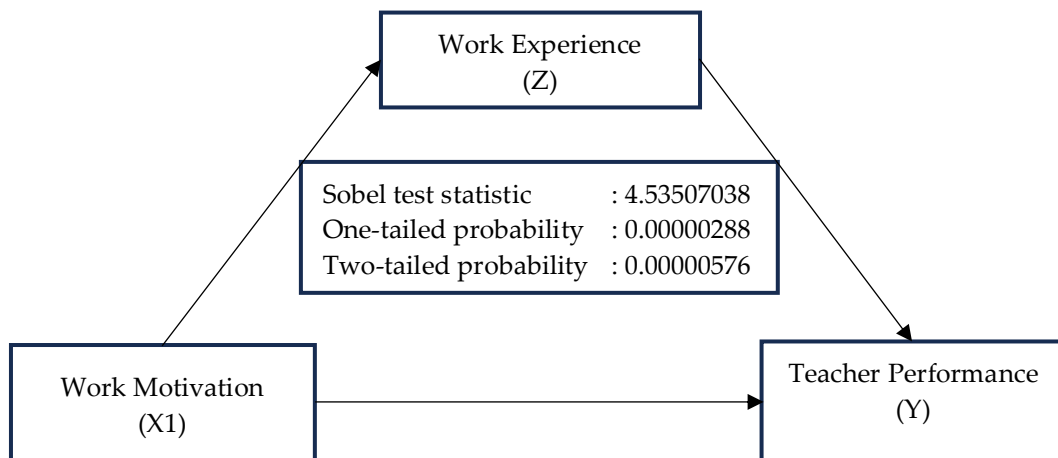 Work Experience
(Z)
Sobel test statistic : 4.53507038
One-tailed probability : 0.00000288
Two-tailed probability : 0.00000576
Work Motivation
(X1)
Teacher Performance
(Y)